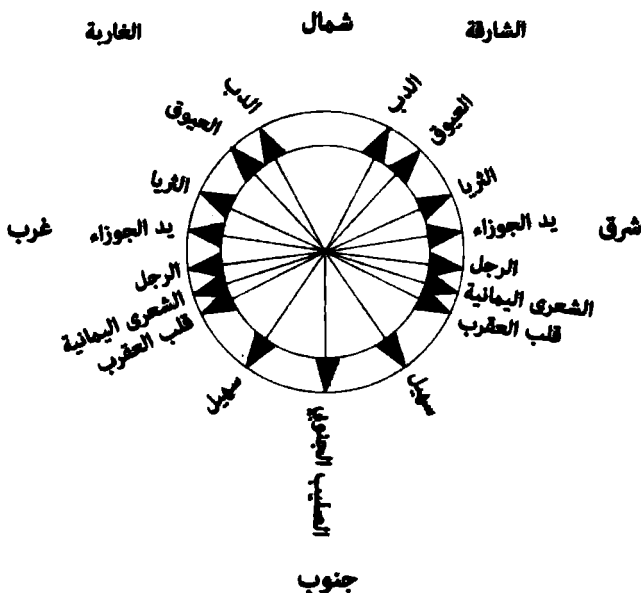 الشارقة
شمال
الغاربة
الدب
الدب
العيوق
العيوق
الثريا
الثريا
شرق
يد الجوزاء
يد الجوزاء
غرب
الرجل
الرجل
الشعرى اليمانية
الشعرى اليمانية
قلب العقرب
قلب العقرب
سهيل
سهيل
الصليب الجنوبي
جنوب